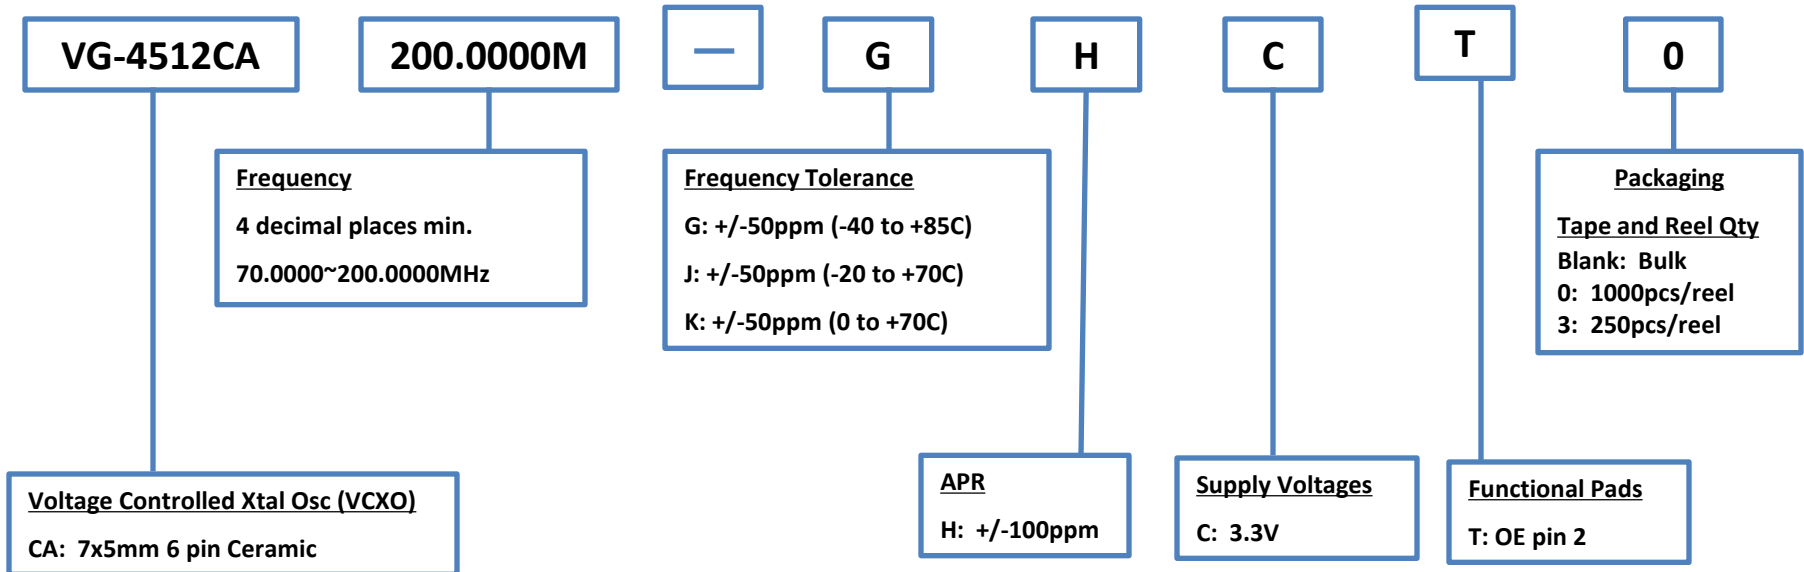 VG-4512CA 200.0000M — G H C T 0
Frequency
4 decimal places min.
70.0000~200.0000MHz
Frequency Tolerance
G: +/-50ppm (-40 to +85C)
J: +/-50ppm (-20 to +70C)
K: +/-50ppm (0 to +70C)
Packaging
Tape and Reel Qty
Blank: Bulk
0: 1000pcs/reel
3: 250pcs/reel
Voltage Controlled Xtal Osc (VCXO)
CA: 7x5mm 6 pin Ceramic
APR
H: +/-100ppm
Supply Voltages
C: 3.3V
Functional Pads
T: OE pin 2